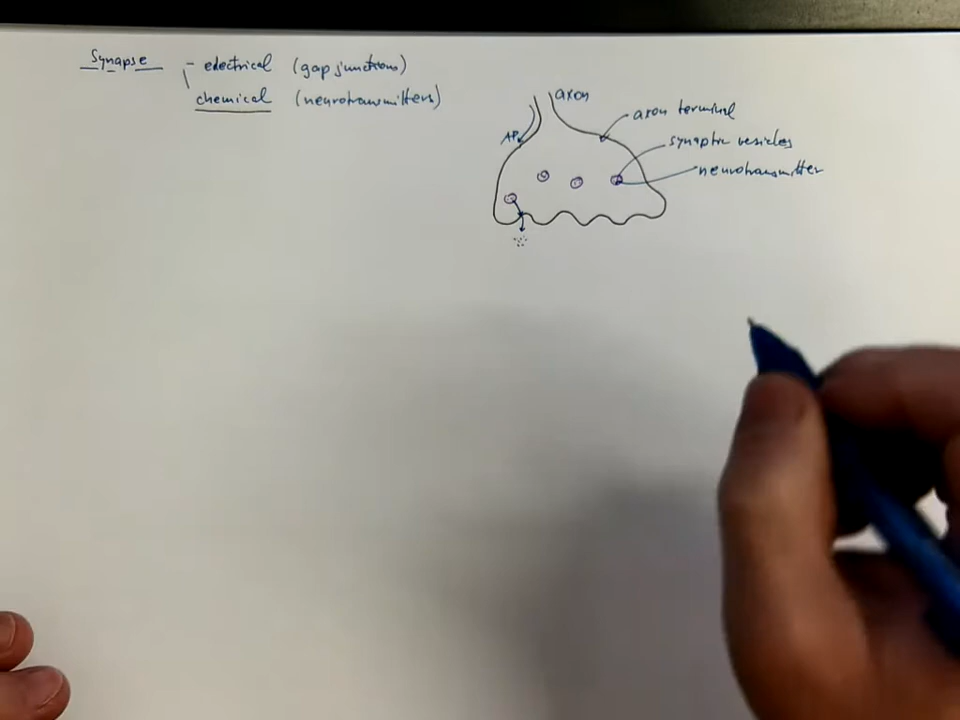 Synapse - electrical (gap junctions)
chemical (neurotransmitters)
axon
axon terminal
AP
synaptic vesicles
neurotransmitter